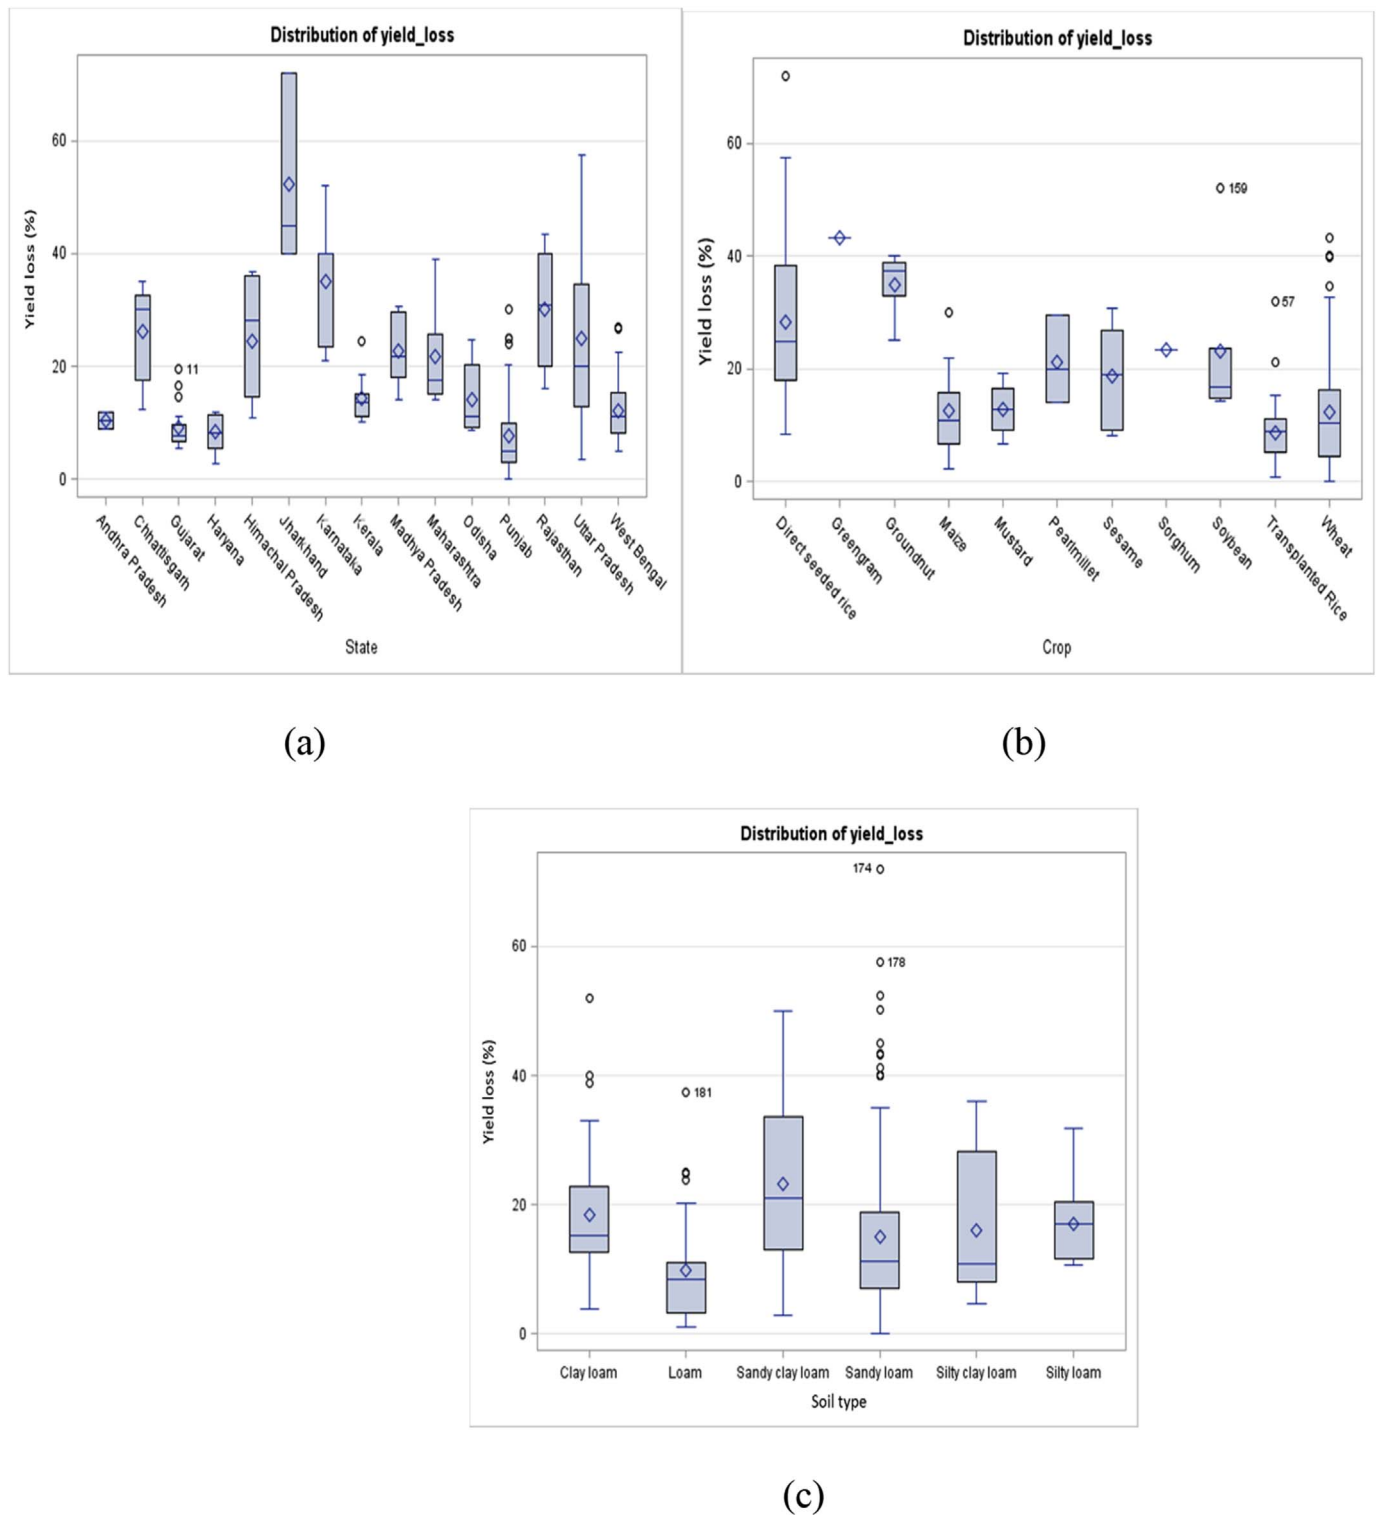 Distribution of yield_loss
Yield loss (%)
60
40
20
0
11
Andhra Pradesh
Chhattisgarh
Gujarat
Haryana
Himachal Pradesh
Jharkhand
Karnataka
Kerala
Madhya Pradesh
Maharashtra
Odisha
Punjab
Rajasthan
Uttar Pradesh
West Bengal
State
(a)
Distribution of yield_loss
Yield loss (%)
60
40
20
0
159
57
Direct seeded rice
Greengram
Groundnut
Maize
Mustard
Pearlmillet
Sesame
Sorghum
Soybean
Transplanted Rice
Wheat
Crop
(b)
Distribution of yield_loss
Yield loss (%)
60
40
20
0
174
178
181
Clay loam
Loam
Sandy clay loam
Sandy loam
Silty clay loam
Silty loam
Soil type
(c)